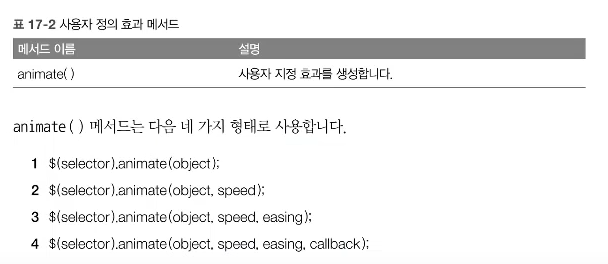 표 17-2 사용자 정의 효과 메서드
메서드 이름 설명
animate( ) 사용자 지정 효과를 생성합니다.
animate( ) 메서드는 다음 네 가지 형태로 사용합니다.
1 $(selector).animate(object);
2 $(selector).animate(object, speed);
3 $(selector).animate(object, speed, easing);
4 $(selector).animate(object, speed, easing, callback);